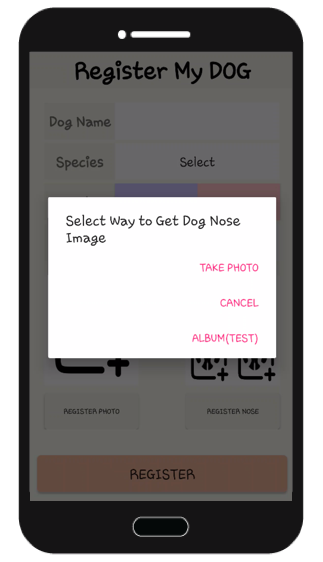 Register My DOG
Dog Name
Species
Select
Select Way to Get Dog Nose
Image
TAKE PHOTO
CANCEL
ALBUM(TEST)
REGISTER PHOTO
REGISTER NOSE
REGISTER